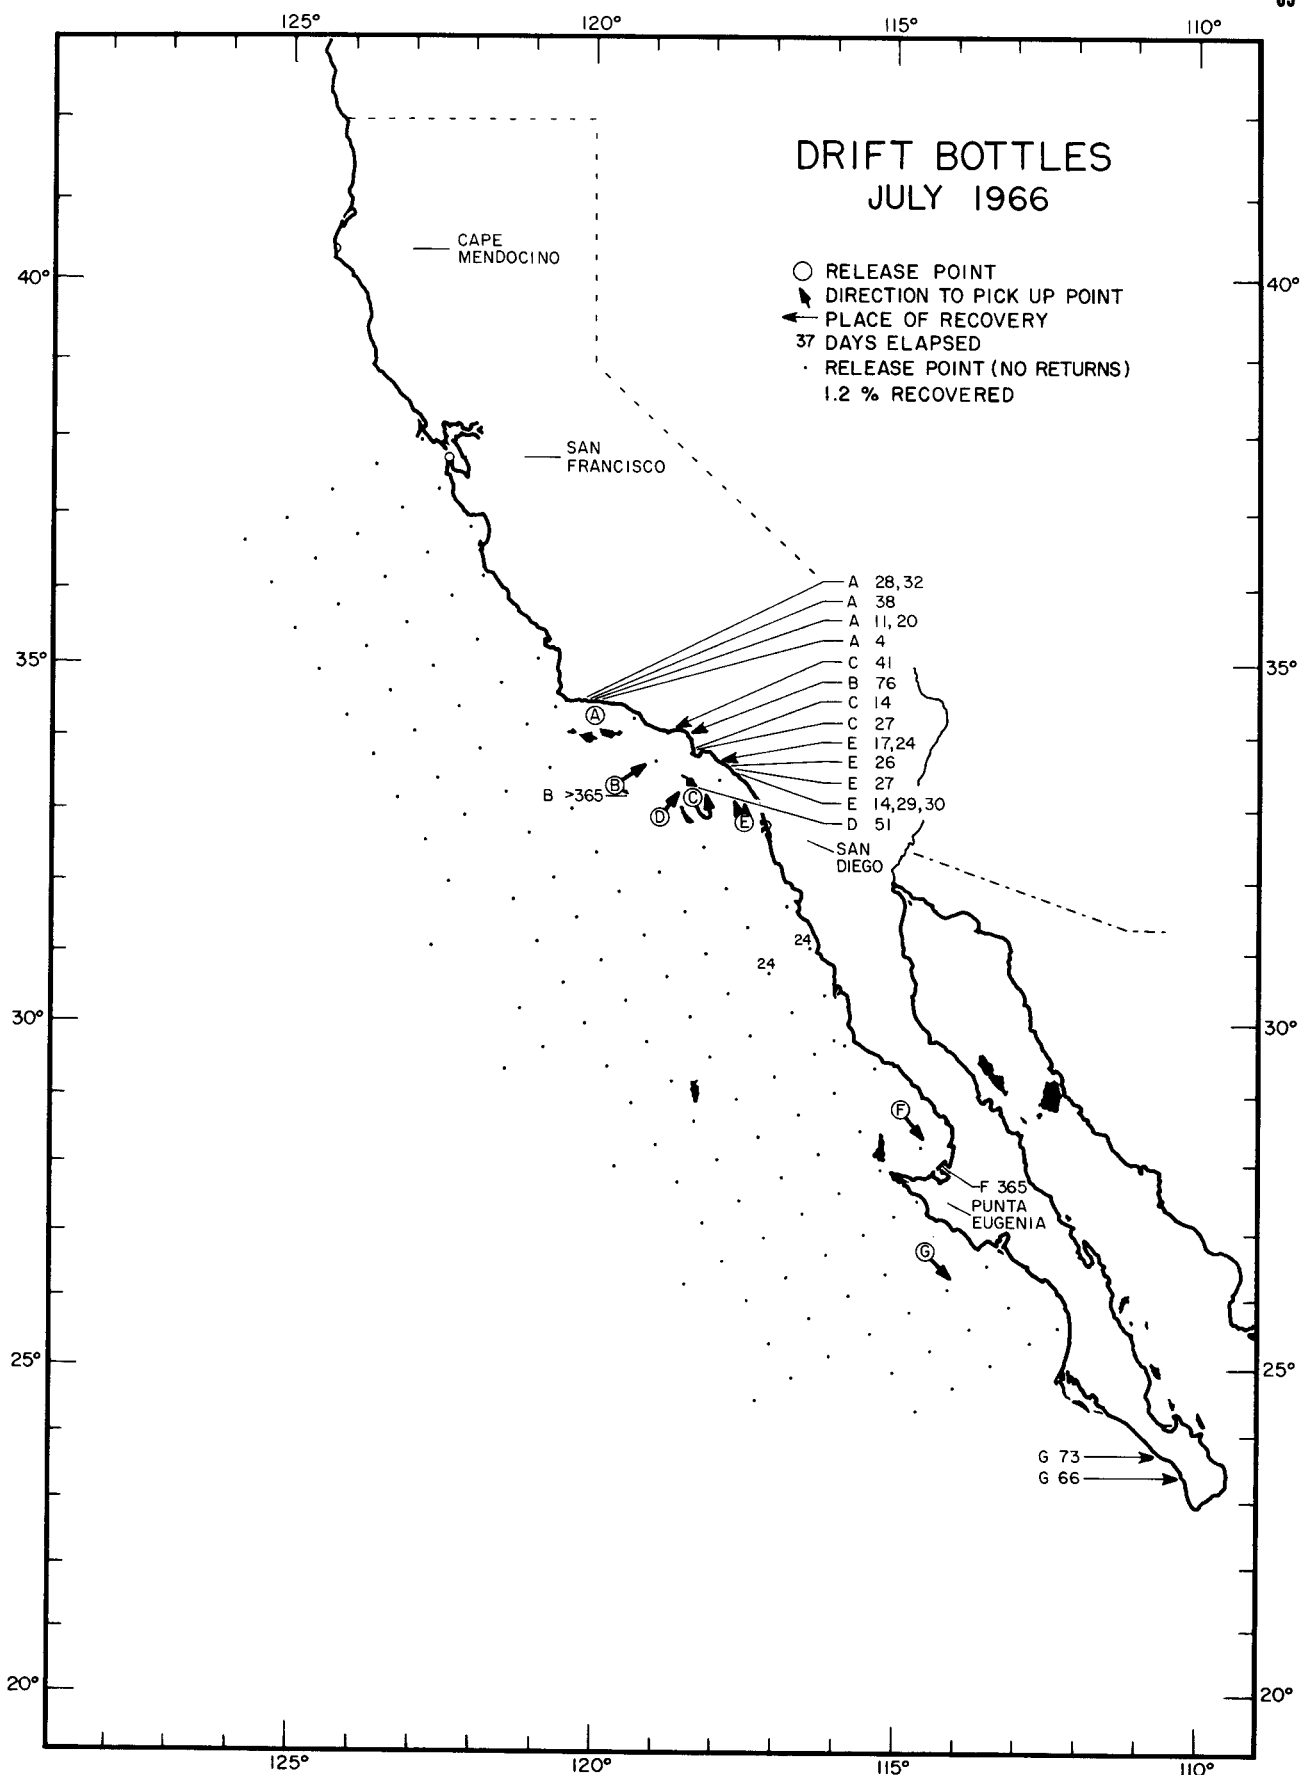 125° 120° 115° 110°
DRIFT BOTTLES
JULY 1966
RELEASE POINT
DIRECTION TO PICK UP POINT
PLACE OF RECOVERY
37 DAYS ELAPSED
RELEASE POINT (NO RETURNS)
1.2 % RECOVERED
CAPE
MENDOCINO
40° 40°
SAN
FRANCISCO
A 28,32
A 38
A 11,20
A 4
C 41
B 76
C 14
C 27
E 17,24
E 26
E 27
E 14,29,30
D 51
35° 35°
A
B
B >365
C
D
E
SAN
DIEGO
24
24
30° 30°
F
F 365
PUNTA
EUGENIA
G
25° 25°
G 73
G 66
20° 20°
125° 120° 115° 110°